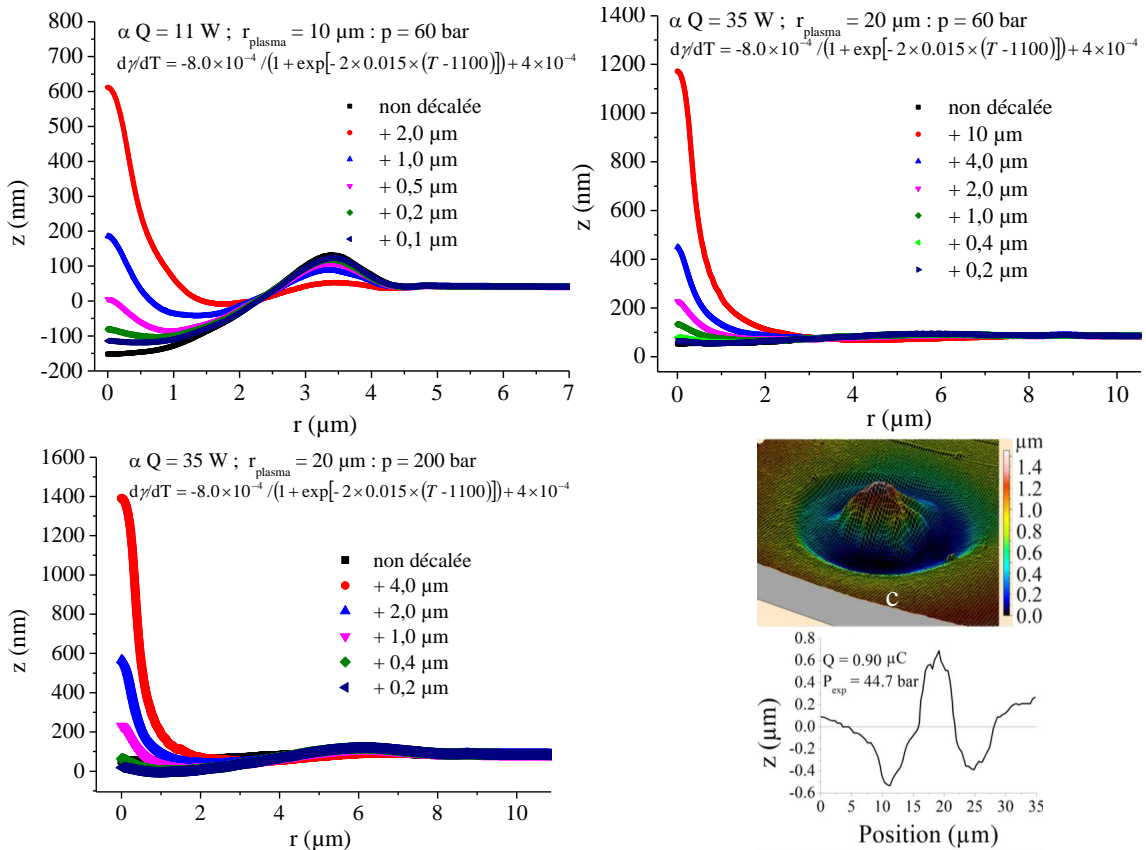 α Q = 11 W ; r_plasma = 10 µm : p = 60 bar
dγ/dT = -8.0×10⁻⁴/(1+exp[-2×0.015×(T-1100)])+4×10⁻⁴
800
700
600
500
400
300
200
100
0
-100
-150
-200
z (nm)
non décalée
+ 2,0 µm
+ 1,0 µm
+ 0,5 µm
+ 0,2 µm
+ 0,1 µm
0 1 2 3 4 5 6 7
r (µm)
α Q = 35 W ; r_plasma = 20 µm : p = 60 bar
dγ/dT = -8.0×10⁻⁴/(1+exp[-2×0.015×(T-1100)])+4×10⁻⁴
1400
1200
1000
800
600
400
200
0
z (nm)
non décalée
+ 10 µm
+ 4,0 µm
+ 2,0 µm
+ 1,0 µm
+ 0,4 µm
+ 0,2 µm
0 2 4 6 8 10
r (µm)
α Q = 35 W ; r_plasma = 20 µm : p = 200 bar
dγ/dT = -8.0×10⁻⁴/(1+exp[-2×0.015×(T-1100)])+4×10⁻⁴
1600
1400
1200
1000
800
600
400
200
0
z (nm)
non décalée
+ 4,0 µm
+ 2,0 µm
+ 1,0 µm
+ 0,4 µm
+ 0,2 µm
0 2 4 6 8 10
r (µm)
µm
1.4
1.2
1.0
0.8
0.6
0.4
0.2
0.0
c
Q = 0.90 µC
P_exp = 44.7 bar
0.8
0.6
0.4
0.2
0.0
-0.2
-0.4
-0.6
z (µm)
0 5 10 15 20 25 30 35
Position (µm)